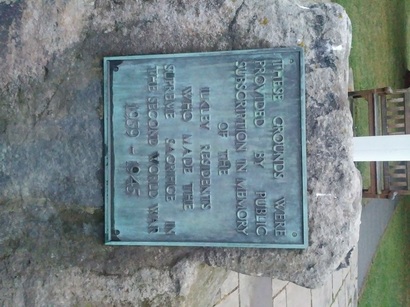 THESE GROUNDS WERE
PROVIDED BY PUBLIC
SUBSCRIPTION IN MEMORY
OF THE
ILKLEY RESIDENTS
WHO MADE THE
SUPREME SACRIFICE IN
THE SECOND WORLD WAR
1939 - 1945